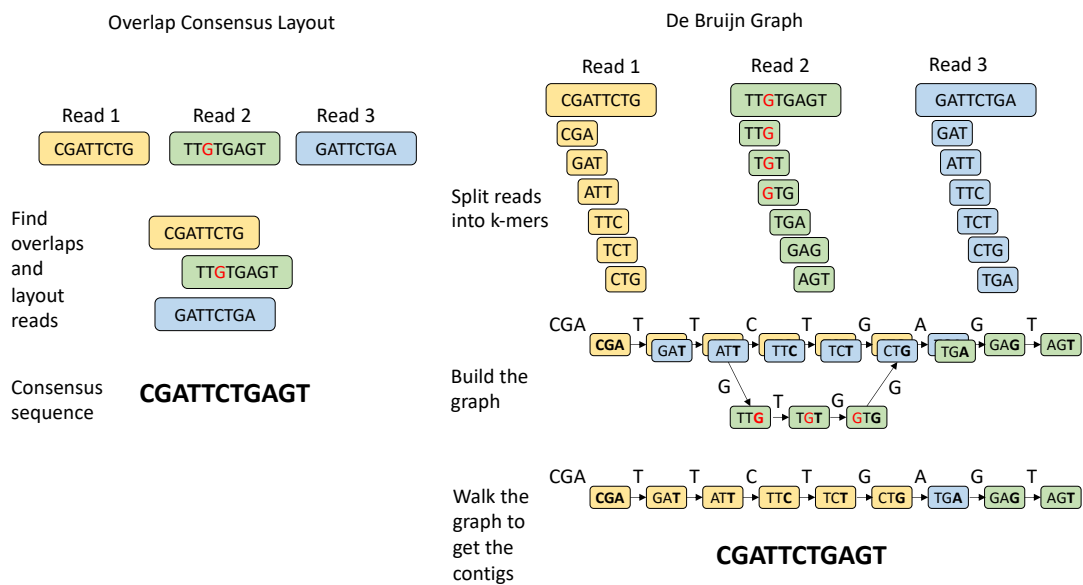 Overlap Consensus Layout
Read 1 Read 2 Read 3
CGATTCTG TTGTGAGT GATTCTGA
Find
overlaps
and
layout
reads
CGATTCTG
TTGTGAGT
GATTCTGA
Consensus
sequence
CGATTCTGAGT
De Bruijn Graph
Read 1 Read 2 Read 3
CGATTCTG TTGTGAGT GATTCTGA
Split reads
into k-mers
CGA TTG GAT
GAT TGT ATT
ATT GTG TTC
TTC TGA TCT
TCT GAG CTG
CTG AGT TGA
Build the
graph
CGA T T C T G A G T
CGA GAT ATT TTC TCT CTG TGA GAG AGT
G T G G
TTG TGT GTG
Walk the
graph to
get the
contigs
CGA T T C T G A G T
CGA GAT ATT TTC TCT CTG TGA GAG AGT
CGATTCTGAGT